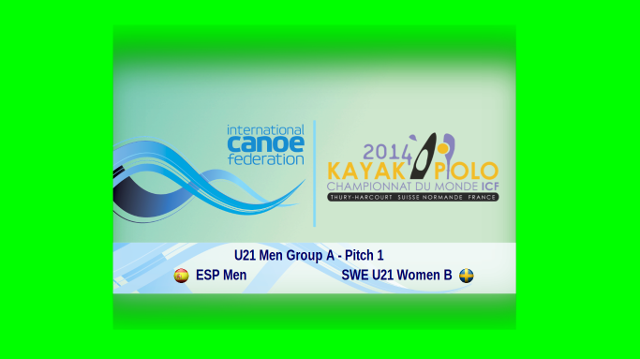 international
canoe
federation
2014
KAYAK POLO
CHAMPIONNAT DU MONDE ICF
THURY-HARCOURT SUISSE NORMANDE FRANCE
U21 Men Group A - Pitch 1
ESP Men
SWE U21 Women B